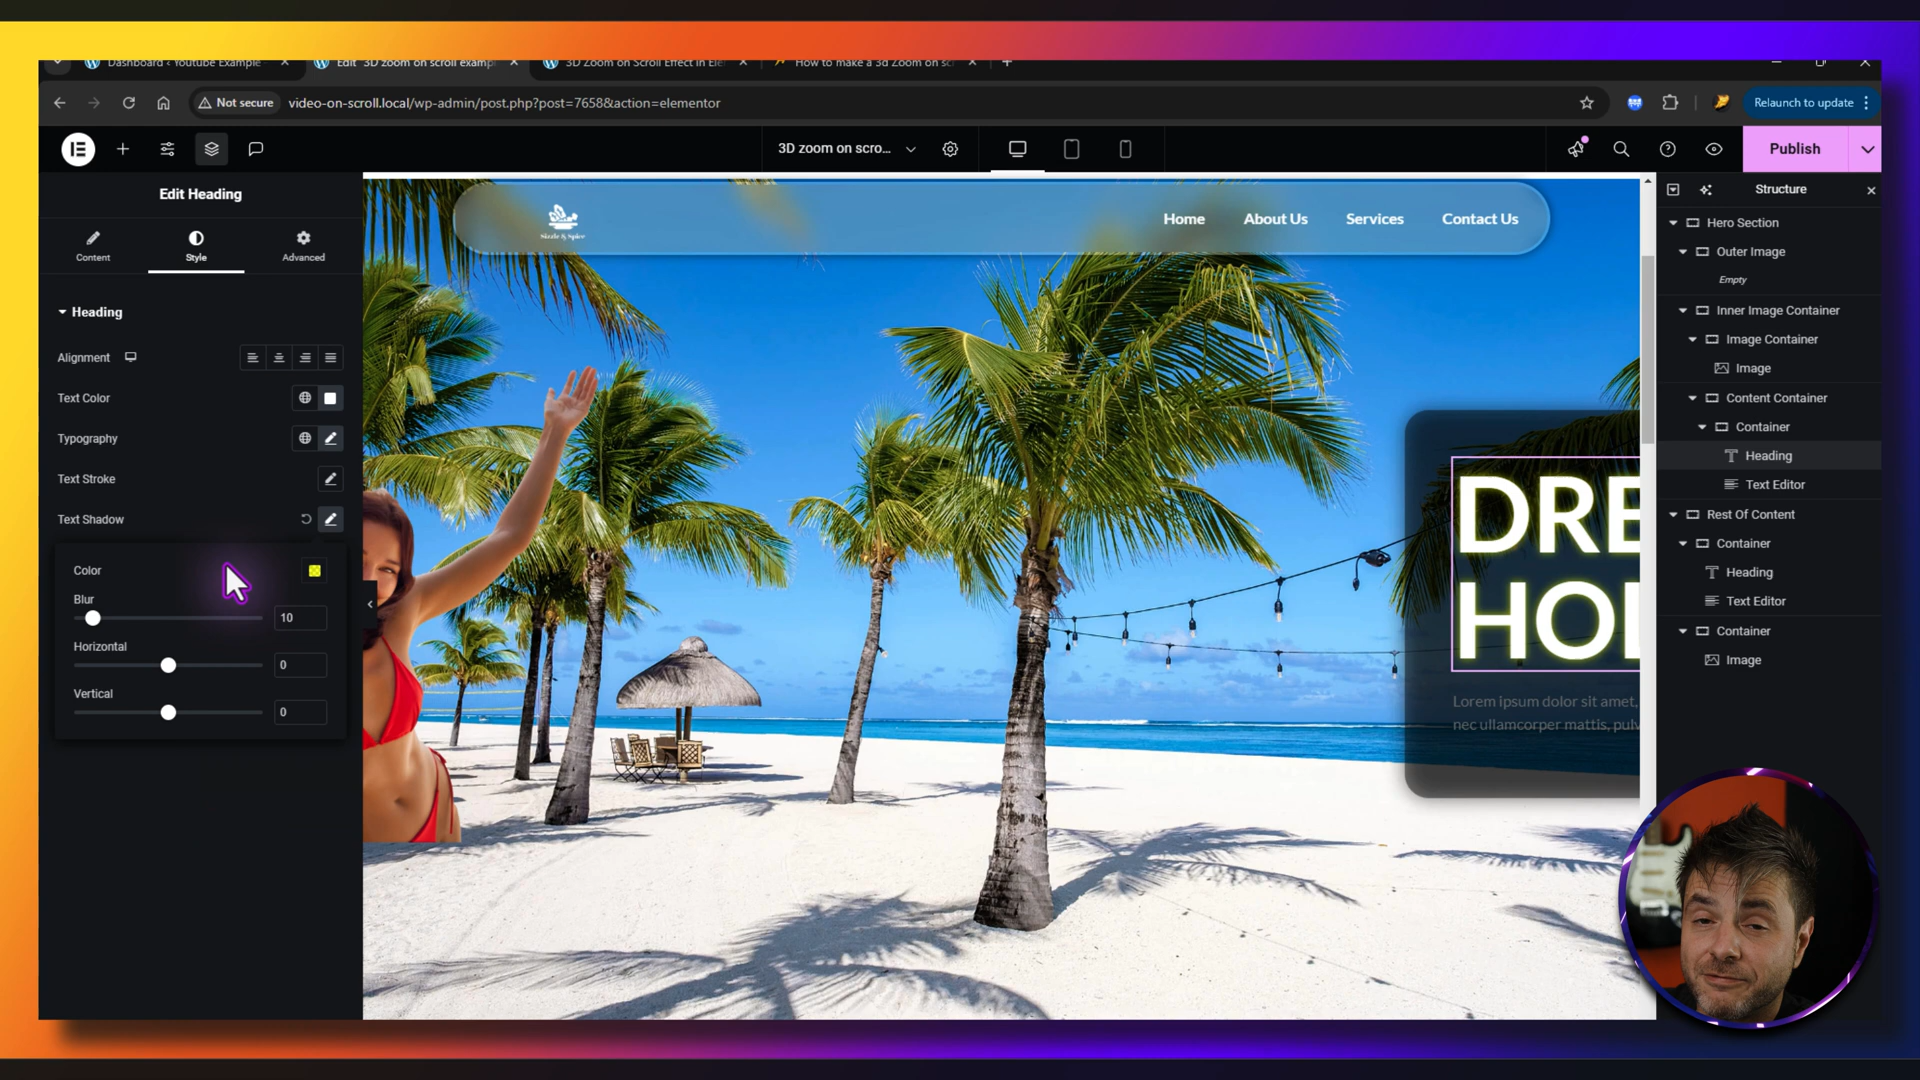 Dashboard ‹ Youtube Example
Edit "3D zoom on scroll exampl
3D Zoom on Scroll Effect in Ele
How to make a 3d Zoom on sc
Not secure
video-on-scroll.local/wp-admin/post.php?post=7658&action=elementor
Relaunch to update
3D zoom on scro...
Publish
Edit Heading
Content
Style
Advanced
Heading
Alignment
Text Color
Typography
Text Stroke
Text Shadow
Color
Blur
10
Horizontal
0
Vertical
0
Sizzle & Spice
Home
About Us
Services
Contact Us
DRE
HOL
Lorem ipsum dolor sit amet,
nec ullamcorper mattis, pulv
Structure
Hero Section
Outer Image
Empty
Inner Image Container
Image Container
Image
Content Container
Container
Heading
Text Editor
Rest Of Content
Container
Heading
Text Editor
Container
Image